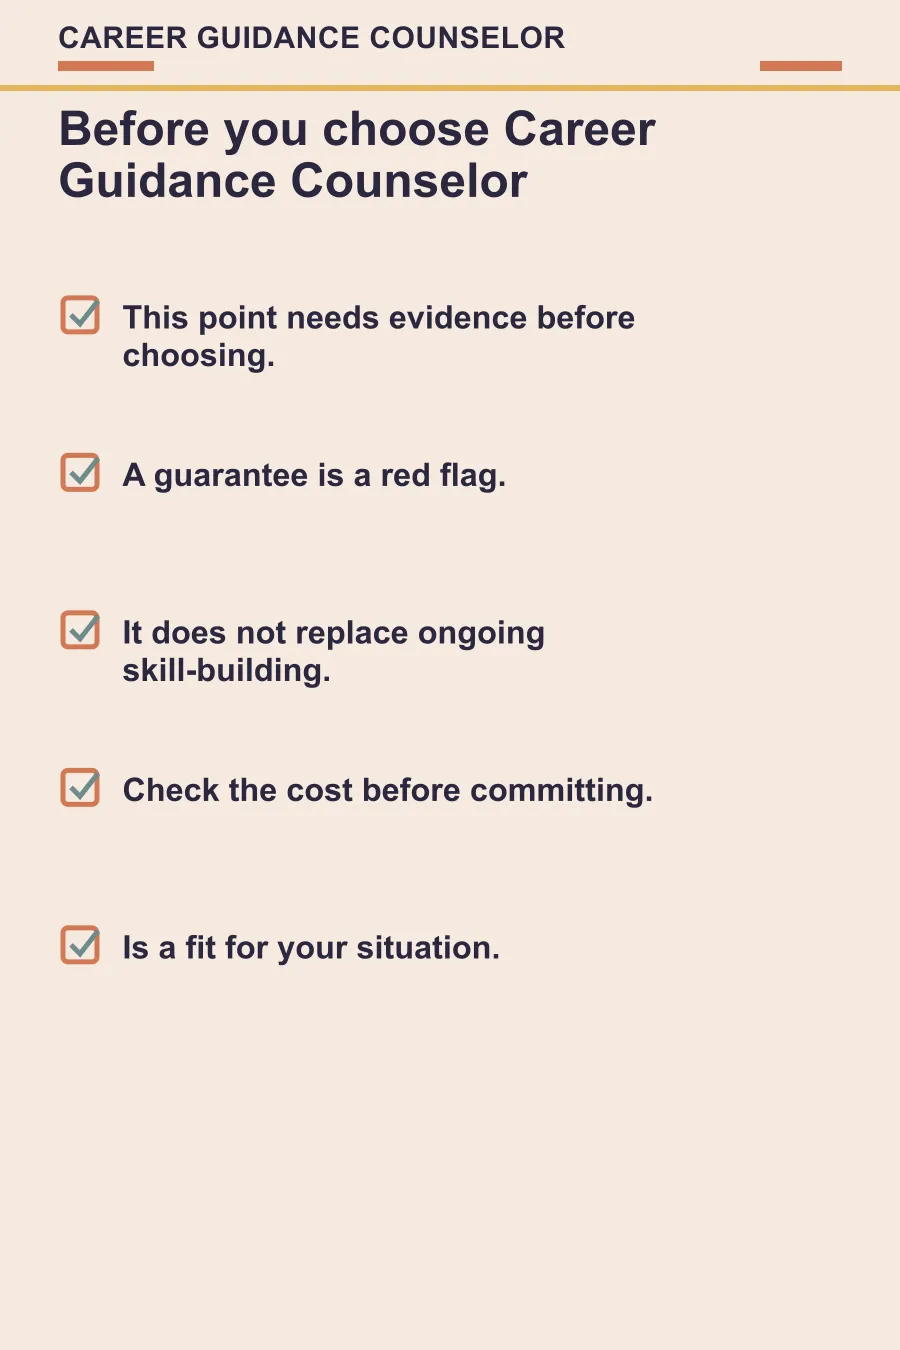 CAREER GUIDANCE COUNSELOR
Before you choose Career
Guidance Counselor
This point needs evidence before
choosing.
A guarantee is a red flag.
It does not replace ongoing
skill-building.
Check the cost before committing.
Is a fit for your situation.